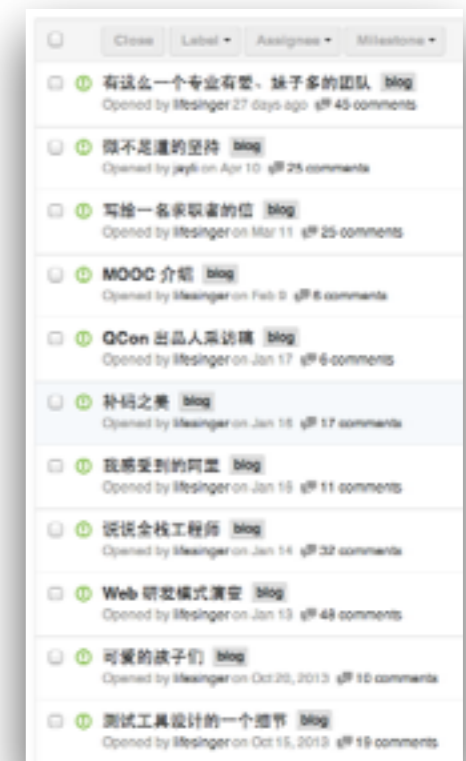 Close Label Assignee Milestone
有这么一个专业有爱、妹子多的团队 blog
Opened by lifesinger 27 days ago 45 comments
微不足道的坚持 blog
Opened by jayli on Apr 10 25 comments
写给一名求职者的信 blog
Opened by lifesinger on Mar 11 25 comments
MOOC 介绍 blog
Opened by lifesinger on Feb 9 6 comments
QCon 出品人采访稿 blog
Opened by lifesinger on Jan 17 6 comments
补码之美 blog
Opened by lifesinger on Jan 16 17 comments
我感受到的阿里 blog
Opened by lifesinger on Jan 16 11 comments
说说全栈工程师 blog
Opened by lifesinger on Jan 14 32 comments
Web 研发模式演变 blog
Opened by lifesinger on Jan 13 48 comments
可爱的孩子们 blog
Opened by lifesinger on Oct 20, 2013 10 comments
测试工具设计的一个细节 blog
Opened by lifesinger on Oct 15, 2013 19 comments